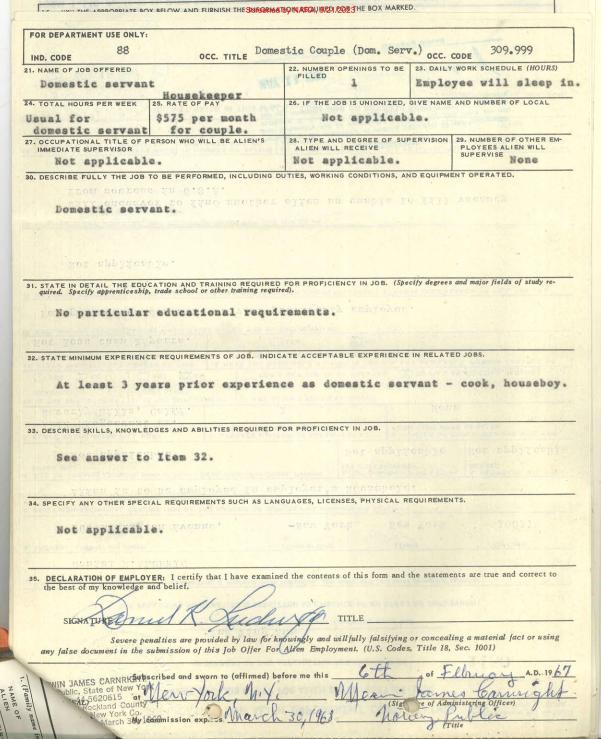 APPROPRIATE BOX BELOW AND FURNISH THE INFORMATION REQUIRED FOR THE BOX MARKED.
FOR DEPARTMENT USE ONLY:
IND. CODE 88 OCC. TITLE Domestic Couple (Dom. Serv.) OCC. CODE 309.999
21. NAME OF JOB OFFERED
Domestic servant
Housekeeper
22. NUMBER OPENINGS TO BE FILLED
1
23. DAILY WORK SCHEDULE (HOURS)
Employee will sleep in.
24. TOTAL HOURS PER WEEK
Usual for
domestic servant
25. RATE OF PAY
$575 per month
for couple.
26. IF THE JOB IS UNIONIZED, GIVE NAME AND NUMBER OF LOCAL
Not applicable.
27. OCCUPATIONAL TITLE OF PERSON WHO WILL BE ALIEN'S
IMMEDIATE SUPERVISOR
Not applicable.
28. TYPE AND DEGREE OF SUPERVISION
ALIEN WILL RECEIVE
Not applicable.
29. NUMBER OF OTHER EM-
PLOYEES ALIEN WILL
SUPERVISE None
30. DESCRIBE FULLY THE JOB TO BE PERFORMED, INCLUDING DUTIES, WORKING CONDITIONS, AND EQUIPMENT OPERATED.
Domestic servant.
31. STATE IN DETAIL THE EDUCATION AND TRAINING REQUIRED FOR PROFICIENCY IN JOB. (Specify degrees and major fields of study re-
quired. Specify apprenticeship, trade school or other training required).
No particular educational requirements.
32. STATE MINIMUM EXPERIENCE REQUIREMENTS OF JOB. INDICATE ACCEPTABLE EXPERIENCE IN RELATED JOBS.
At least 3 years prior experience as domestic servant - cook, houseboy.
33. DESCRIBE SKILLS, KNOWLEDGES AND ABILITIES REQUIRED FOR PROFICIENCY IN JOB.
See answer to Item 32.
34. SPECIFY ANY OTHER SPECIAL REQUIREMENTS SUCH AS LANGUAGES, LICENSES, PHYSICAL REQUIREMENTS.
Not applicable.
35. DECLARATION OF EMPLOYER: I certify that I have examined the contents of this form and the statements are true and correct to
the best of my knowledge and belief.
SIGNATURE Daniel K. Ludwig TITLE
Severe penalties are provided by law for knowingly and willfully falsifying or concealing a material fact or using
any false document in the submission of this Job Offer For Alien Employment. (U.S. Codes, Title 18, Sec. 1001)
Subscribed and sworn to (affirmed) before me this 6th of February A.D. 1967
JAMES
Public, State of New York
5620615
Rockland County
New York Co.
March 30,
at New York, N.Y. James
(Signature of Administering Officer)
My commission expires March 30, 1968 Notary Public
(Title
1. (Family name
NAME OF
ALIEN